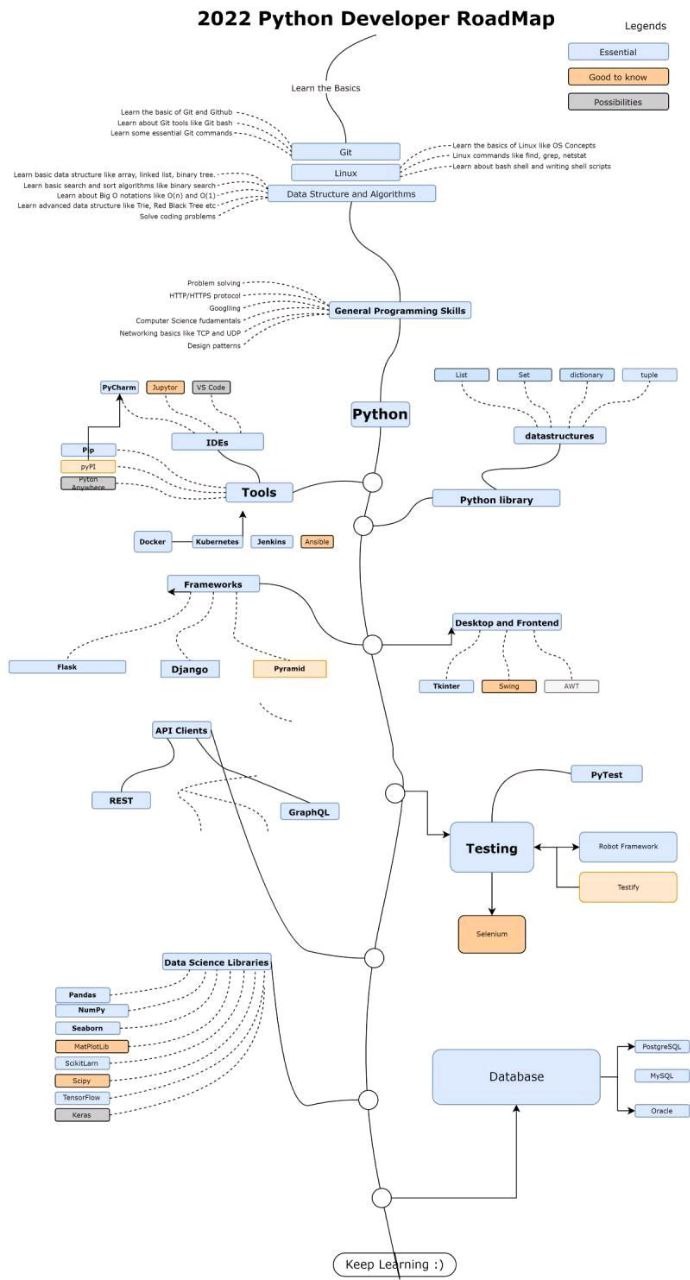 2022 Python Developer RoadMap
Legends
Essential
Good to know
Possibilities
Learn the Basics
Learn the basic of Git and Github
Learn about Git tools like Git bash
Learn some essential Git commands
Git
Linux
Learn the basics of Linux like OS Concepts
Linux commands like find, grep, netstat
Learn about bash shell and writing shell scripts
Data Structure and Algorithms
Learn basic data structure like array, linked list, binary tree.
Learn basic search and sort algorithms like binary search
Learn about Big O notations like O(n) and O(1)
Learn advanced data structure like Trie, Red Black Tree etc
Solve coding problems
Problem solving
HTTP/HTTPS protocol
Googlling
Computer Science fudamentals
Networking basics like TCP and UDP
Design patterns
General Programming Skills
PyCharm
Jupytor
VS Code
List
Set
dictionary
tuple
Python
IDEs
datastructures
Pip
pyPI
Pyton
Anywhere
Tools
Python library
Docker
Kubernetes
Jenkins
Ansible
Frameworks
Desktop and Frontend
Flask
Django
Pyramid
Tkinter
Swing
AWT
API Clients
REST
GraphQL
PyTest
Testing
Robot Framework
Testify
Selenium
Data Science Libraries
Pandas
NumPy
Seaborn
MatPlotLib
ScikitLarn
Scipy
TensorFlow
Keras
Database
PostgreSQL
MySQL
Oracle
Keep Learning :)